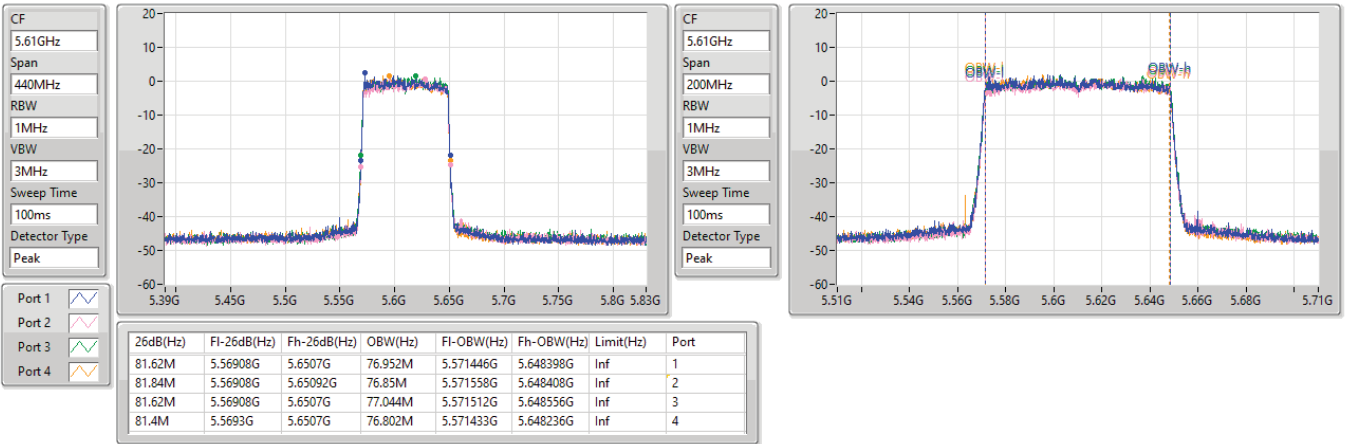 CF
5.61GHz
Span
440MHz
RBW
1MHz
VBW
3MHz
Sweep Time
100ms
Detector Type
Peak
20
10
0
-10
-20
-30
-40
-50
-60
5.39G 5.45G 5.5G 5.55G 5.6G 5.65G 5.7G 5.75G 5.8G 5.83G
CF
5.61GHz
Span
200MHz
RBW
1MHz
VBW
3MHz
Sweep Time
100ms
Detector Type
Peak
20
10
0
-10
-20
-30
-40
-50
-60
OBW-l OBW-h
5.51G 5.54G 5.56G 5.58G 5.6G 5.62G 5.64G 5.66G 5.68G 5.71G
Port 1
Port 2
Port 3
Port 4
26dB(Hz) Fl-26dB(Hz) Fh-26dB(Hz) OBW(Hz) Fl-OBW(Hz) Fh-OBW(Hz) Limit(Hz) Port
81.62M 5.56908G 5.6507G 76.952M 5.571446G 5.648398G Inf 1
81.84M 5.56908G 5.65092G 76.85M 5.571558G 5.648408G Inf 2
81.62M 5.56908G 5.6507G 77.044M 5.571512G 5.648556G Inf 3
81.4M 5.5693G 5.6507G 76.802M 5.571433G 5.648236G Inf 4